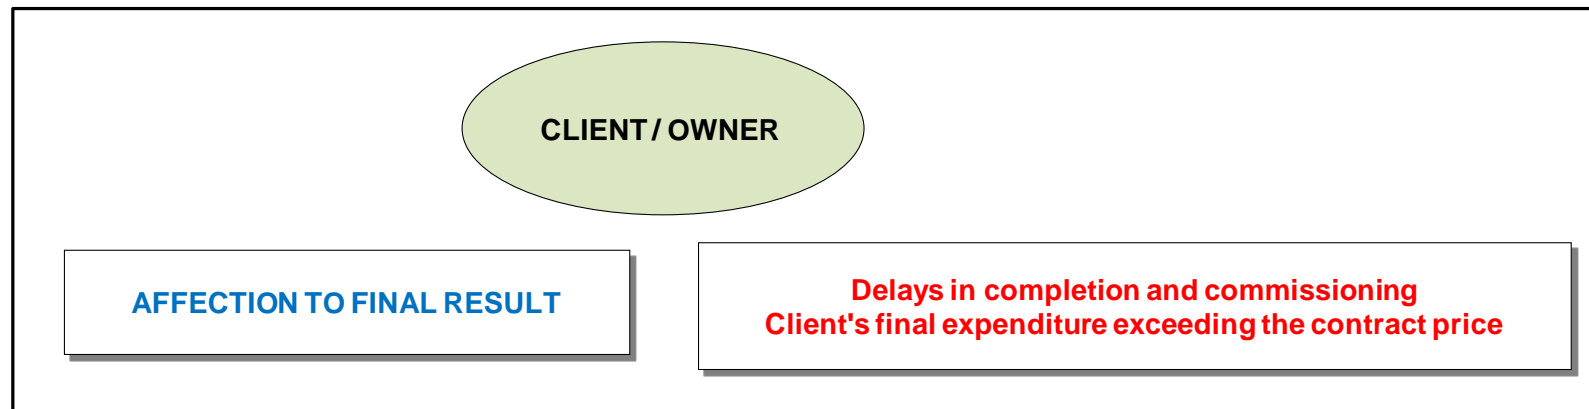 CLIENT / OWNER
AFFECTION TO FINAL RESULT
Delays in completion and commissioning
Client's final expenditure exceeding the contract price